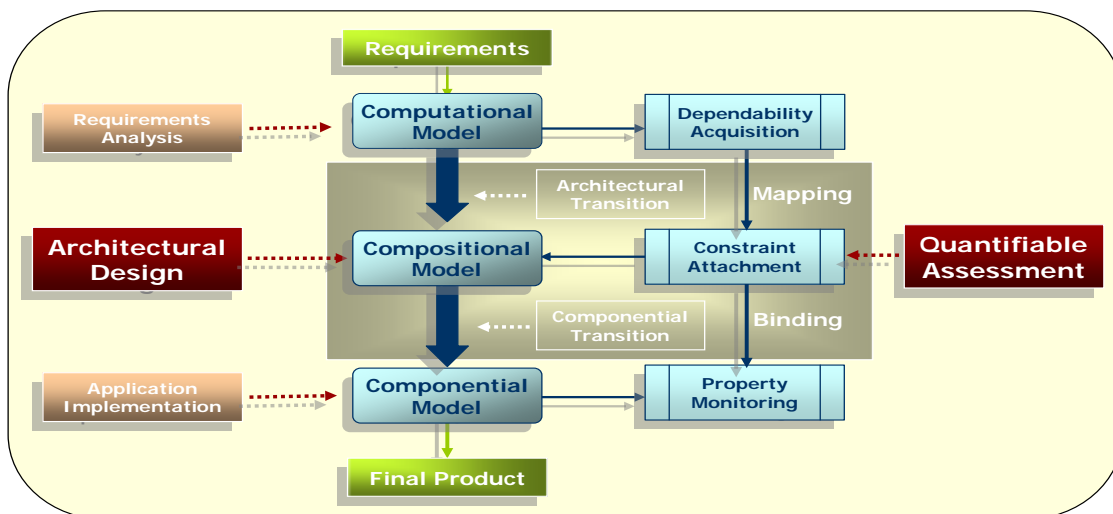 Requirements
Requirements
Analysis
Computational
Model
Dependability
Acquisition
Architectural
Transition
Mapping
Architectural
Design
Compositional
Model
Constraint
Attachment
Quantifiable
Assessment
Componential
Transition
Binding
Application
Implementation
Componential
Model
Property
Monitoring
Final Product